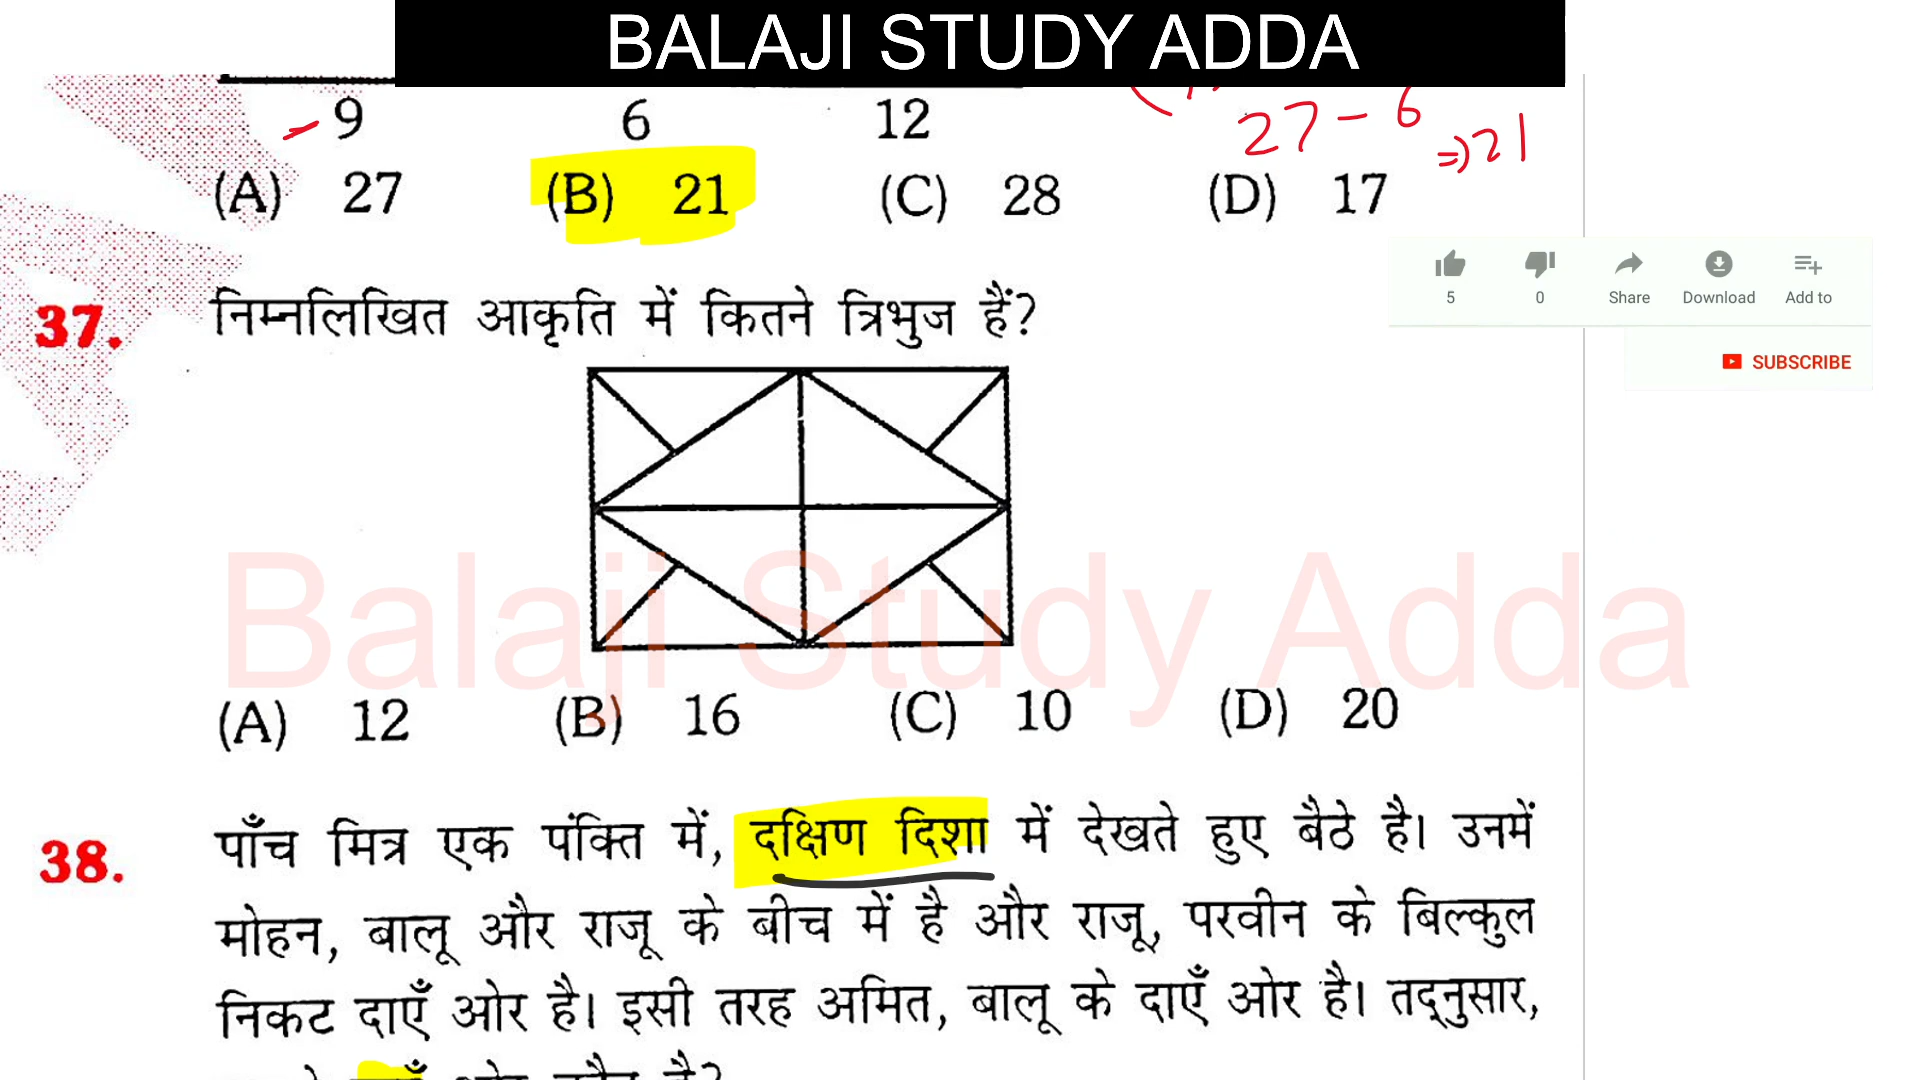 BALAJI STUDY ADDA
9 6 12
27 - 6
⇒ 21
(A) 27 (B) 21 (C) 28 (D) 17
5 0 Share Download Add to
37. निम्नलिखित आकृति में कितने त्रिभुज हैं?
SUBSCRIBE
Balaji Study Adda
(A) 12 (B) 16 (C) 10 (D) 20
38. पाँच मित्र एक पंक्ति में, दक्षिण दिशा में देखते हुए बैठे है। उनमें
मोहन, बालू और राजू के बीच में है और राजू, परवीन के बिल्कुल
निकट दाएँ ओर है। इसी तरह अमित, बालू के दाएँ ओर है। तद्नुसार,